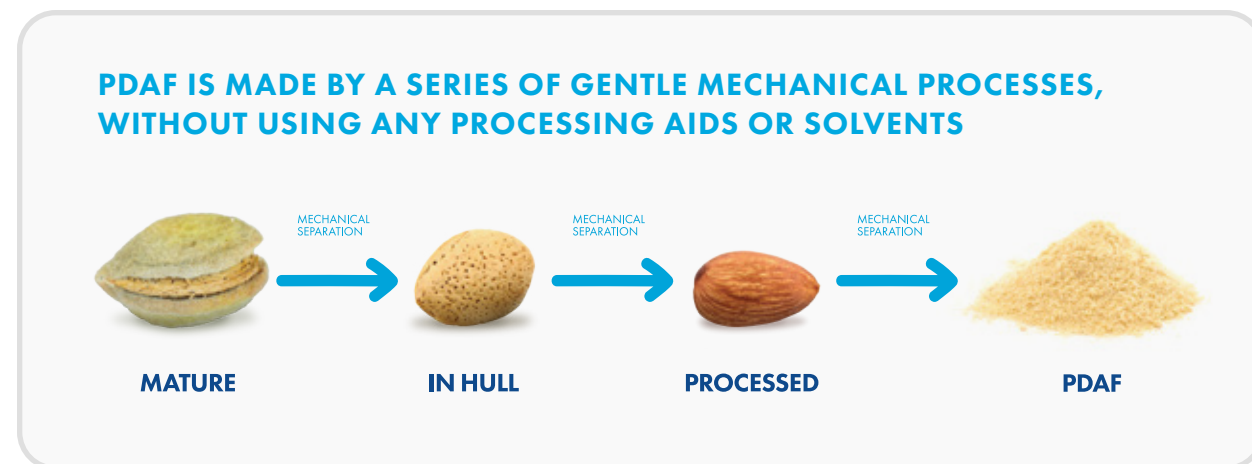 PDAF IS MADE BY A SERIES OF GENTLE MECHANICAL PROCESSES,
WITHOUT USING ANY PROCESSING AIDS OR SOLVENTS
MECHANICAL
SEPARATION
MECHANICAL
SEPARATION
MECHANICAL
SEPARATION
MATURE
IN HULL
PROCESSED
PDAF